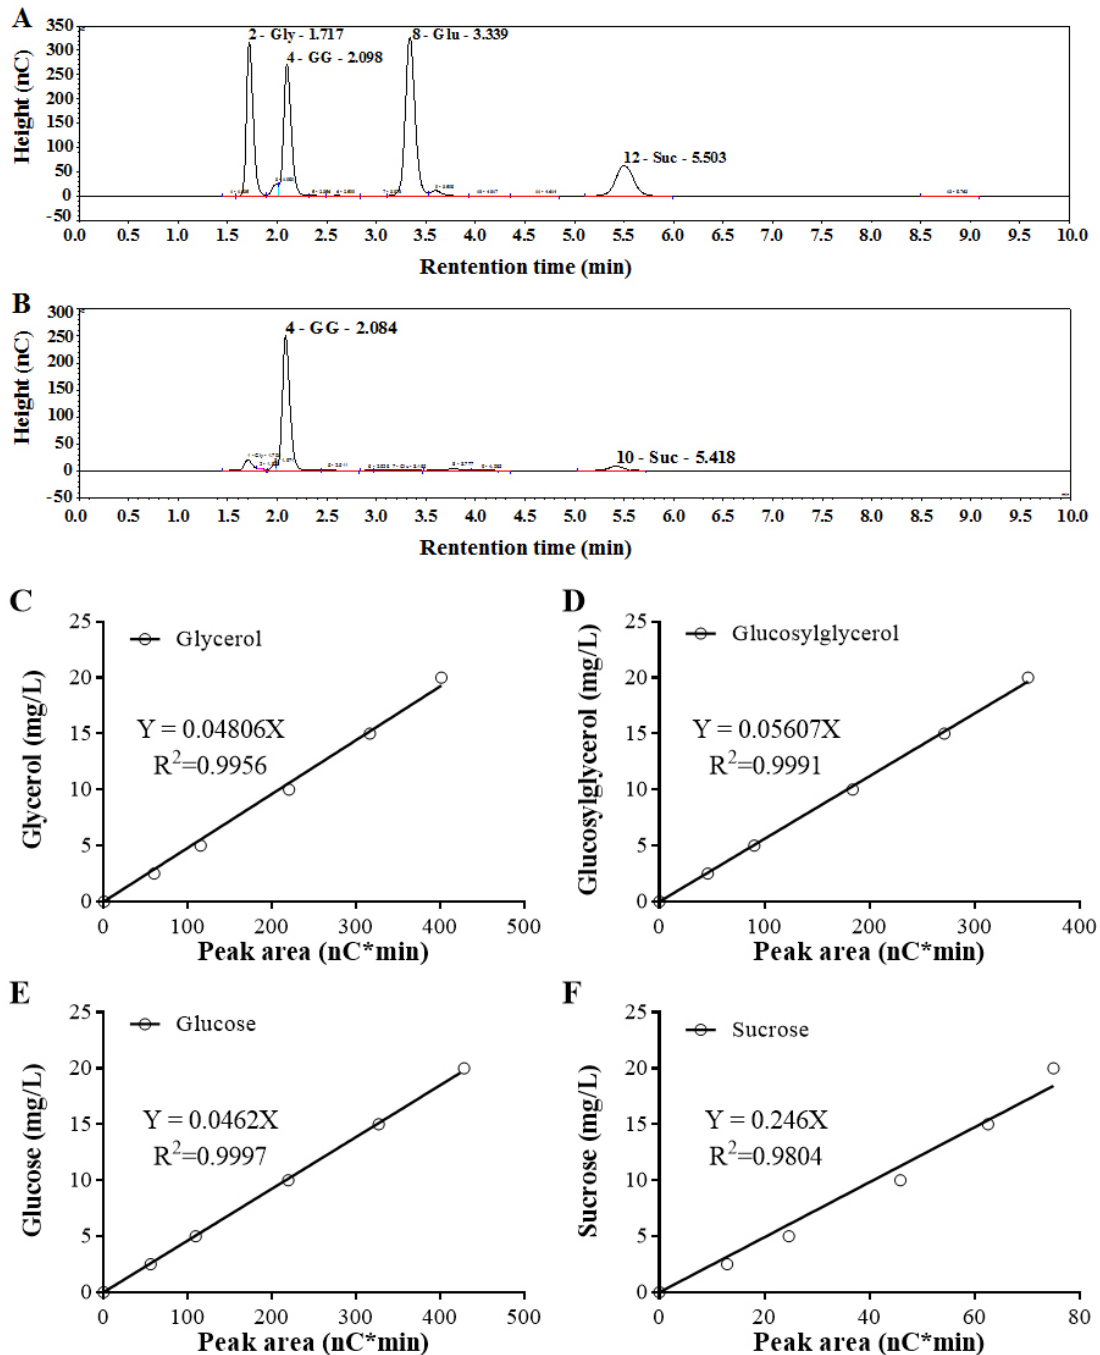 A
350
300
250
200
150
100
50
0
-50
Height (nC)
2 - Gly - 1.717
4 - GG - 2.098
8 - Glu - 3.339
12 - Suc - 5.503
0.0 0.5 1.0 1.5 2.0 2.5 3.0 3.5 4.0 4.5 5.0 5.5 6.0 6.5 7.0 7.5 8.0 8.5 9.0 9.5 10.0
Rentention time (min)
B
300
250
200
150
100
50
0
-50
Height (nC)
4 - GG - 2.084
10 - Suc - 5.418
0.0 0.5 1.0 1.5 2.0 2.5 3.0 3.5 4.0 4.5 5.0 5.5 6.0 6.5 7.0 7.5 8.0 8.5 9.0 9.5 10.0
Rentention time (min)
C
25
20
15
10
5
0
Glycerol (mg/L)
Glycerol
Y = 0.04806X
R²=0.9956
0 100 200 300 400 500
Peak area (nC*min)
D
25
20
15
10
5
0
Glucosylglycerol (mg/L)
Glucosylglycerol
Y = 0.05607X
R²=0.9991
0 100 200 300 400
Peak area (nC*min)
E
25
20
15
10
5
0
Glucose (mg/L)
Glucose
Y = 0.0462X
R²=0.9997
0 100 200 300 400 500
Peak area (nC*min)
F
25
20
15
10
5
0
Sucrose (mg/L)
Sucrose
Y = 0.246X
R²=0.9804
0 20 40 60 80
Peak area (nC*min)